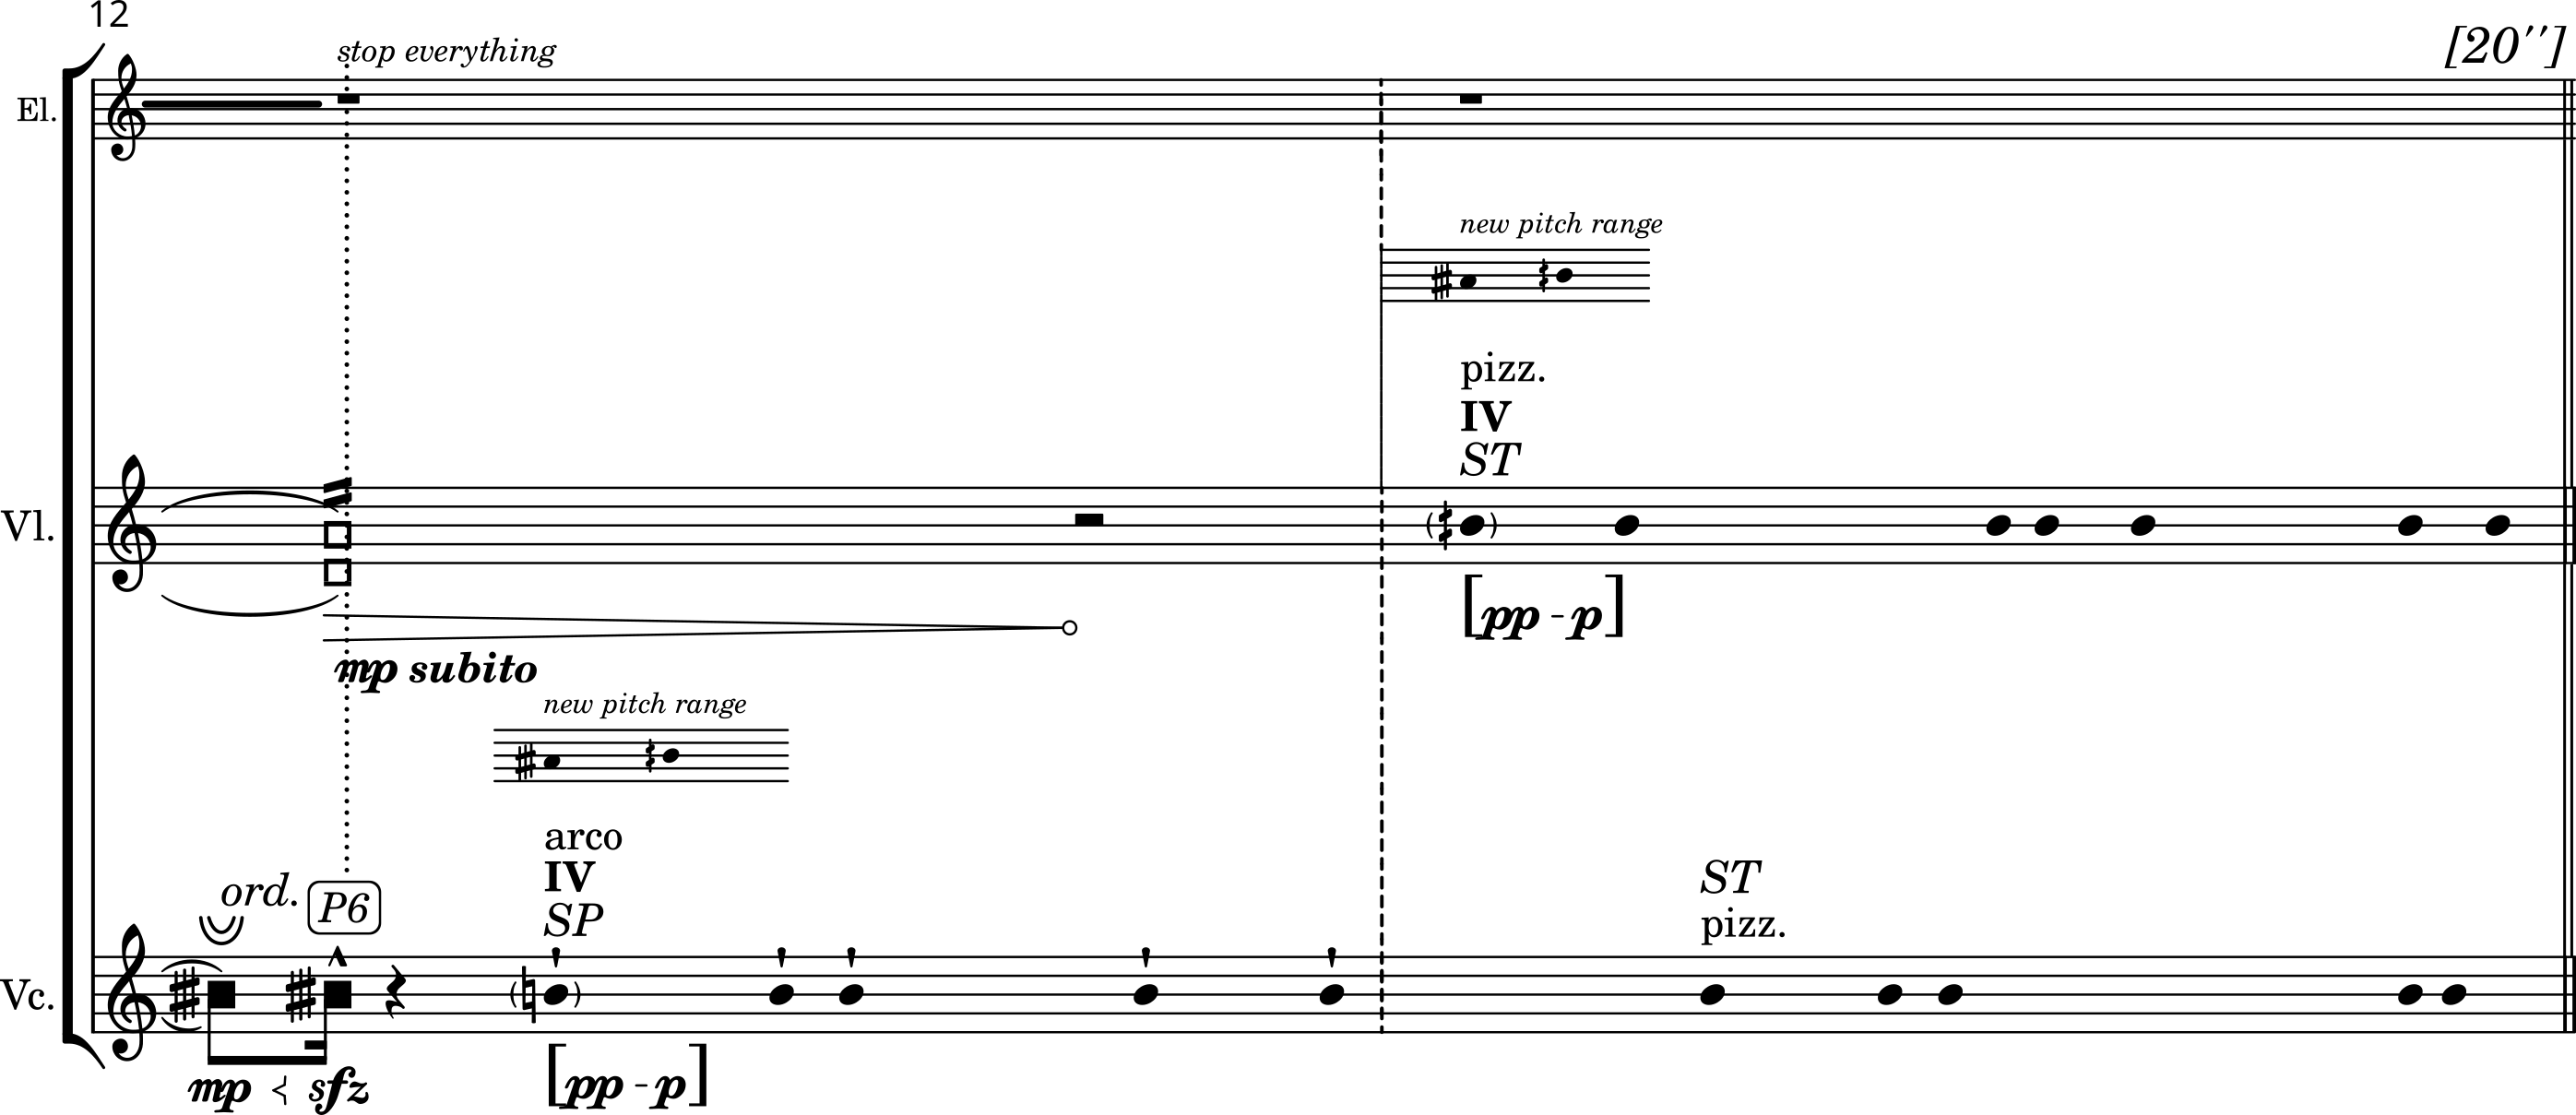 12
stop everything
[20″]
El.
new pitch range
pizz.
IV
ST
Vl.
[pp - p]
mp subito
new pitch range
arco
IV
SP
ord.
P6
ST
pizz.
Vc.
mp < sfz
[pp - p]